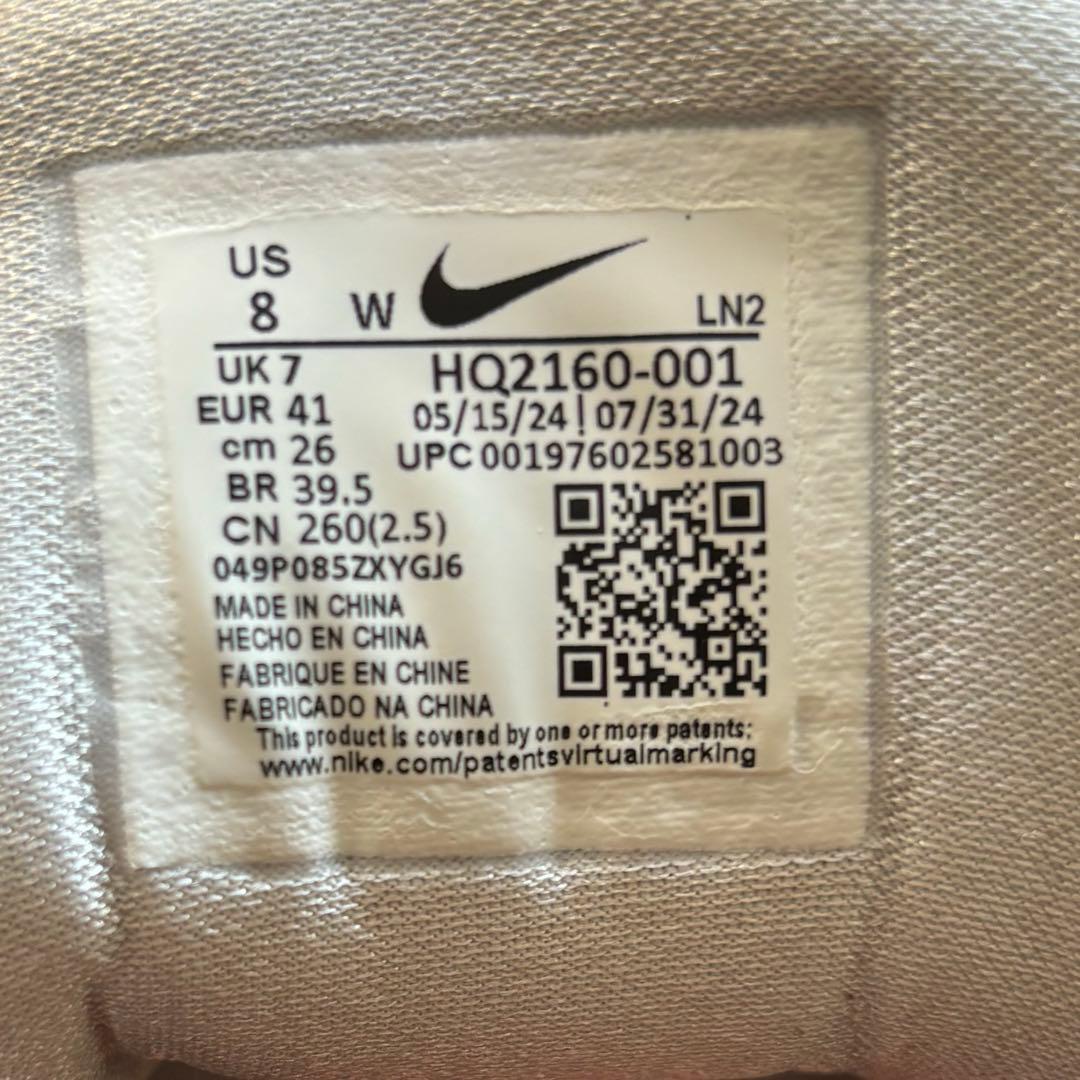 US
8 W LN2
UK 7 HQ2160-001
EUR 41 05/15/24 | 07/31/24
cm 26 UPC 00197602581003
BR 39.5
CN 260(2.5)
049P085ZXYGJ6
MADE IN CHINA
HECHO EN CHINA
FABRIQUE EN CHINE
FABRICADO NA CHINA
This product is covered by one or more patents:
www.nike.com/patentsvirtualmarking